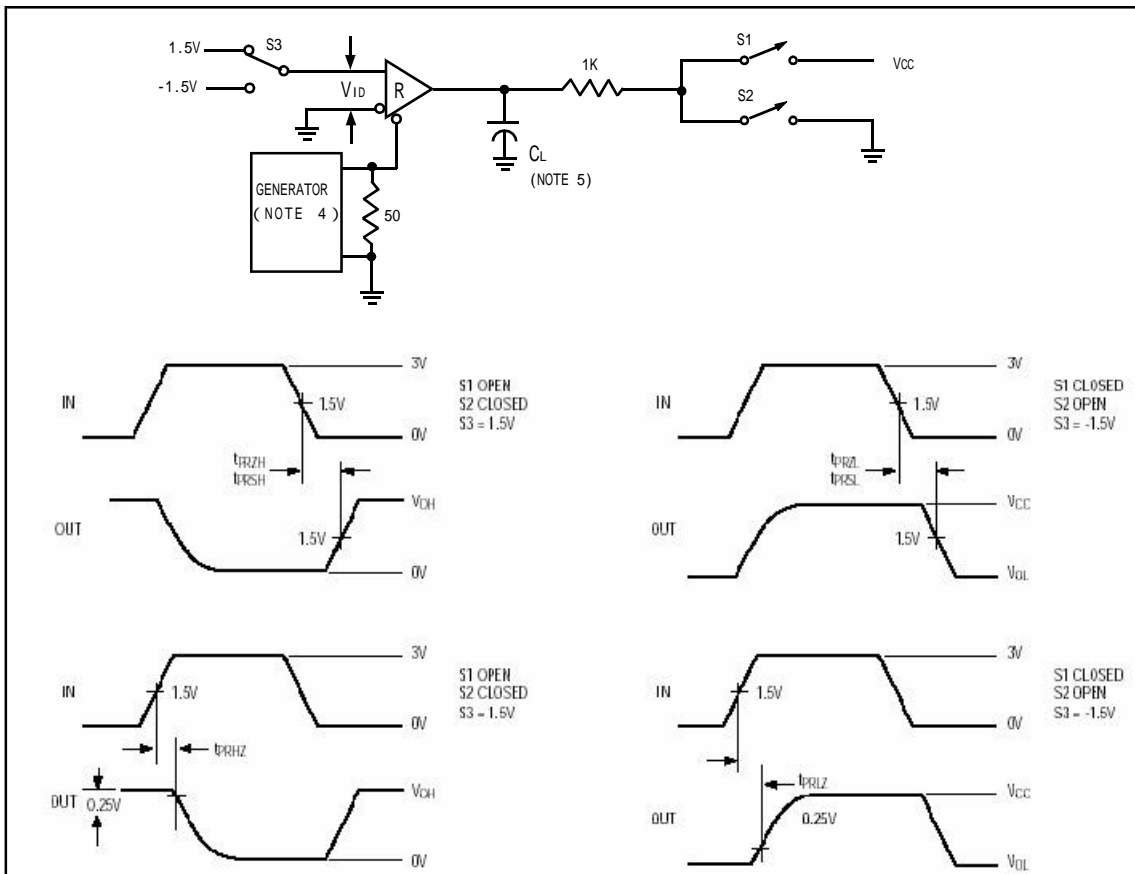 1.5V
S3
-1.5V
VID
R
1K
S1
VCC
S2
CL
(NOTE 5)
GENERATOR
(NOTE 4)
50
IN
3V
1.5V
0V
S1 OPEN
S2 CLOSED
S3 = 1.5V
tPRZH
tPRSH
OUT
VOH
1.5V
0V
IN
3V
1.5V
0V
S1 CLOSED
S2 OPEN
S3 = -1.5V
tPRZL
tPRSL
OUT
VCC
1.5V
VOL
IN
3V
1.5V
0V
S1 OPEN
S2 CLOSED
S3 = 1.5V
tPRHZ
OUT
0.25V
VOH
0V
IN
3V
1.5V
0V
S1 CLOSED
S2 OPEN
S3 = -1.5V
tPRLZ
OUT
0.25V
VCC
VOL